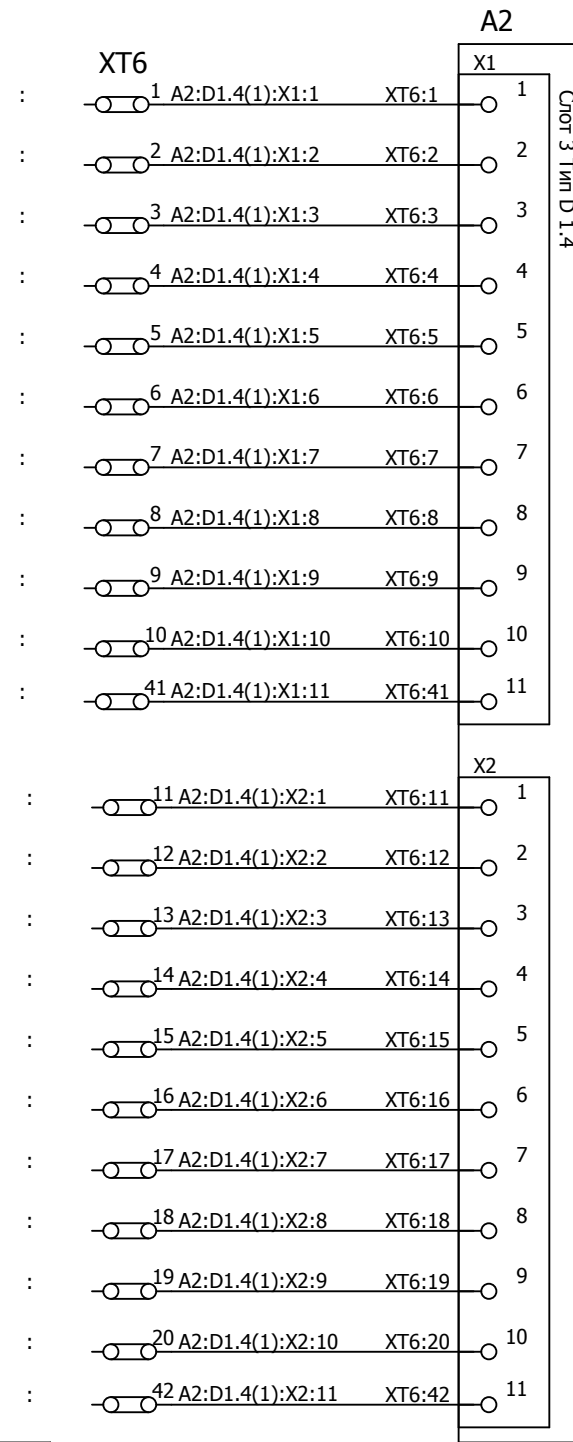 A2
XT6
X1
: 1 A2:D1.4(1):X1:1 XT6:1 1
: 2 A2:D1.4(1):X1:2 XT6:2 2
: 3 A2:D1.4(1):X1:3 XT6:3 3
: 4 A2:D1.4(1):X1:4 XT6:4 4
: 5 A2:D1.4(1):X1:5 XT6:5 5
: 6 A2:D1.4(1):X1:6 XT6:6 6
: 7 A2:D1.4(1):X1:7 XT6:7 7
: 8 A2:D1.4(1):X1:8 XT6:8 8
: 9 A2:D1.4(1):X1:9 XT6:9 9
: 10 A2:D1.4(1):X1:10 XT6:10 10
: 41 A2:D1.4(1):X1:11 XT6:41 11
Слот 3 Тип D 1.4
X2
: 11 A2:D1.4(1):X2:1 XT6:11 1
: 12 A2:D1.4(1):X2:2 XT6:12 2
: 13 A2:D1.4(1):X2:3 XT6:13 3
: 14 A2:D1.4(1):X2:4 XT6:14 4
: 15 A2:D1.4(1):X2:5 XT6:15 5
: 16 A2:D1.4(1):X2:6 XT6:16 6
: 17 A2:D1.4(1):X2:7 XT6:17 7
: 18 A2:D1.4(1):X2:8 XT6:18 8
: 19 A2:D1.4(1):X2:9 XT6:19 9
: 20 A2:D1.4(1):X2:10 XT6:20 10
: 42 A2:D1.4(1):X2:11 XT6:42 11